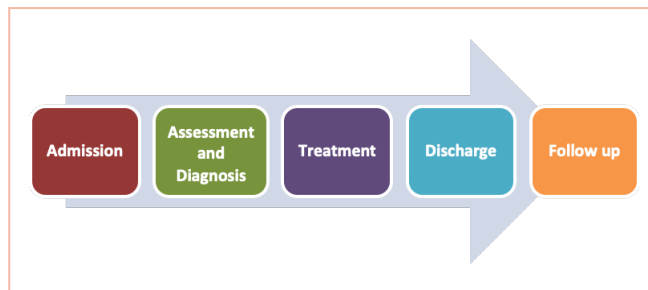 Admission
Assessment
and
Diagnosis
Treatment
Discharge
Follow up